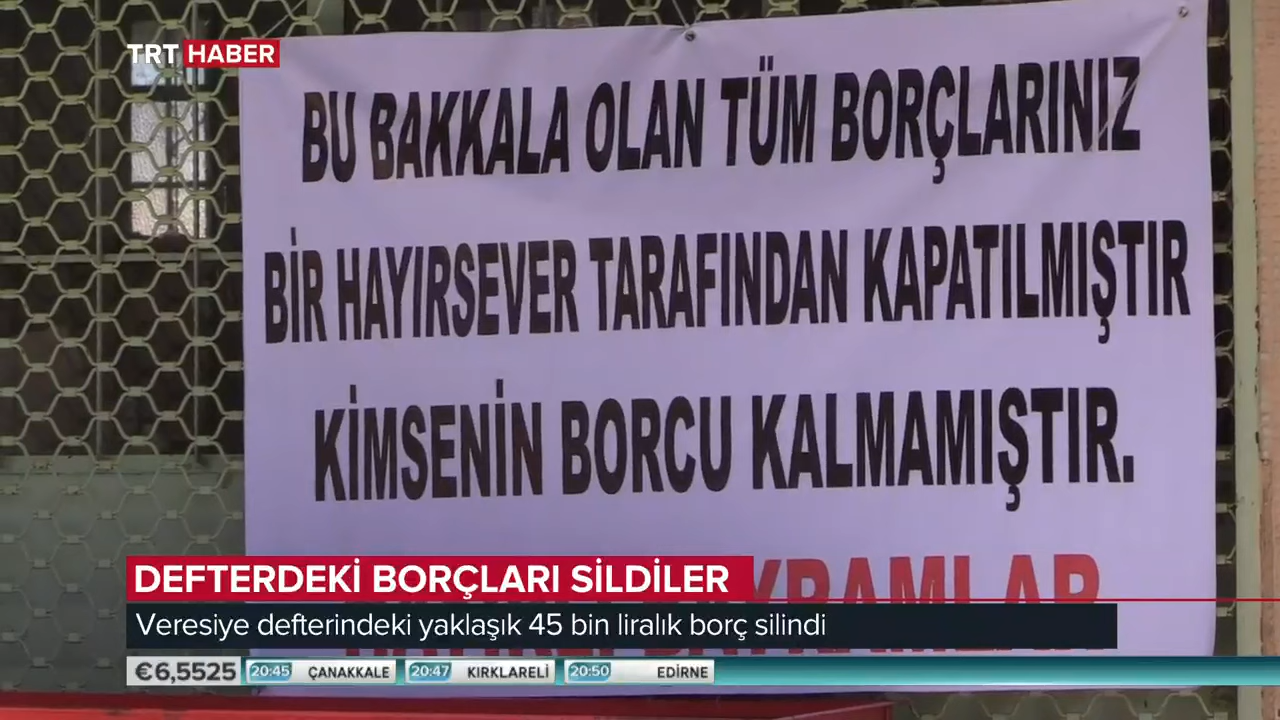 TRT HABER
BU BAKKALA OLAN TÜM BORÇLARINIZ
BİR HAYIRSEVER TARAFINDAN KAPATILMIŞTIR
KİMSENİN BORCU KALMAMIŞTIR.
DEFTERDEKİ BORÇLARI SİLDİLER
Veresiye defterindeki yaklaşık 45 bin liralık borç silindi
€6,5525 20:45 ÇANAKKALE 20:47 KIRKLARELİ 20:50 EDİRNE